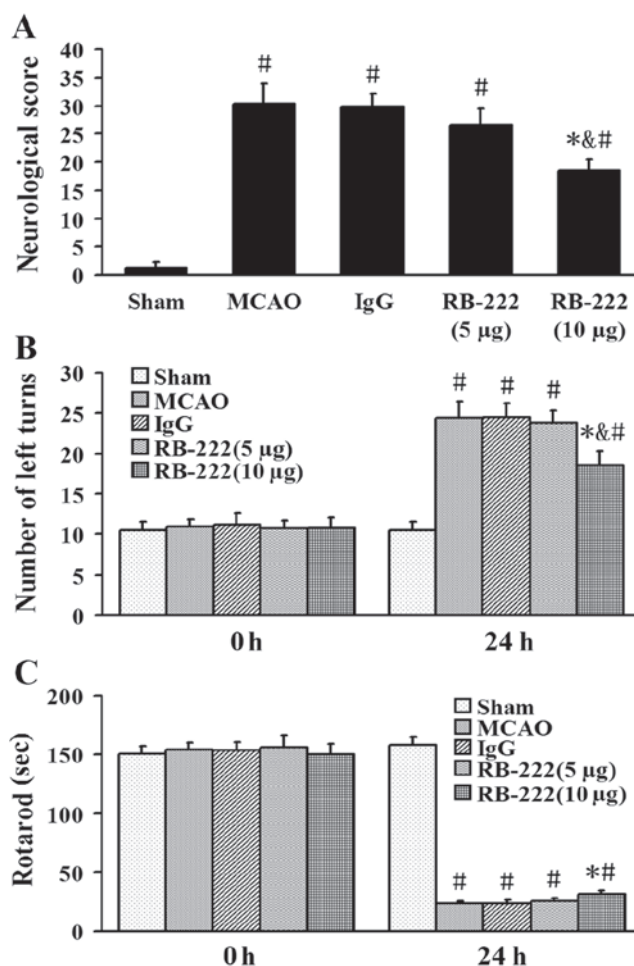 A
Neurological score
40
35
30
25
20
15
10
5
0
# # # *&#
Sham MCAO IgG RB-222 (5 µg) RB-222 (10 µg)
B
Number of left turns
30
25
20
15
10
5
0
Sham
MCAO
IgG
RB-222(5 µg)
RB-222(10 µg)
# # # *&#
0 h 24 h
C
Rotarod (sec)
200
150
100
50
0
Sham
MCAO
IgG
RB-222(5 µg)
RB-222(10 µg)
# # # *#
0 h 24 h